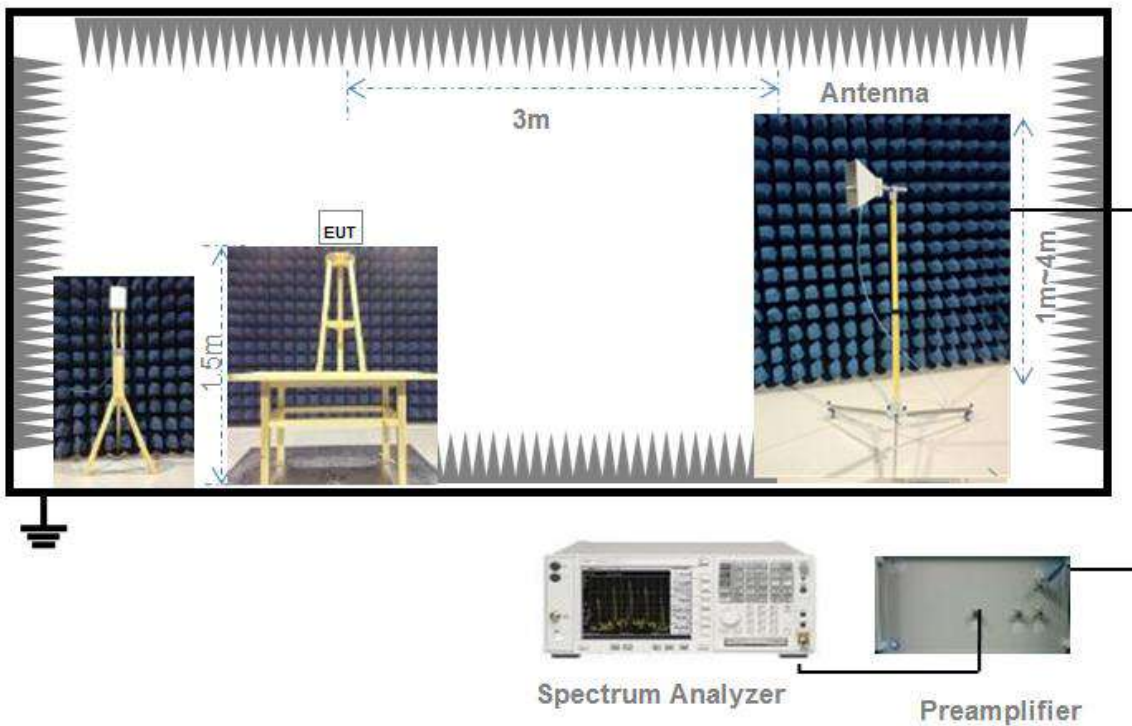 Antenna
3m
EUT
1.5m
1m~4m
Spectrum Analyzer
Preamplifier